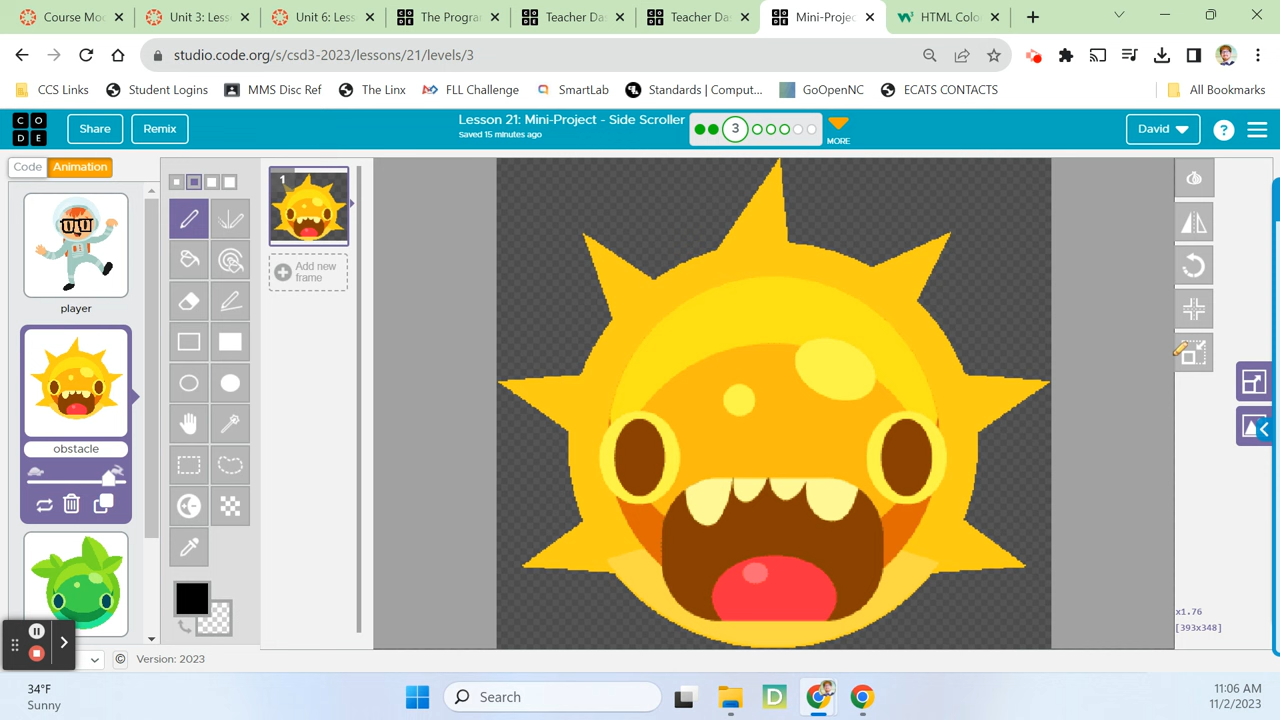 Course Mo
Unit 3: Less
Unit 6: Less
The Progra
Teacher Da
Teacher Da
Mini-Projec
HTML Colo
studio.code.org/s/csd3-2023/lessons/21/levels/3
CCS Links
Student Logins
MMS Disc Ref
The Linx
FLL Challenge
SmartLab
Standards | Comput...
GoOpenNC
ECATS CONTACTS
All Bookmarks
C O
D E
Share
Remix
Lesson 21: Mini-Project - Side Scroller
Saved 15 minutes ago
3
MORE
David
?
Code
Animation
player
obstacle
1
Add new
frame
x1.76
[393x348]
Version: 2023
34°F
Sunny
Search
11:06 AM
11/2/2023